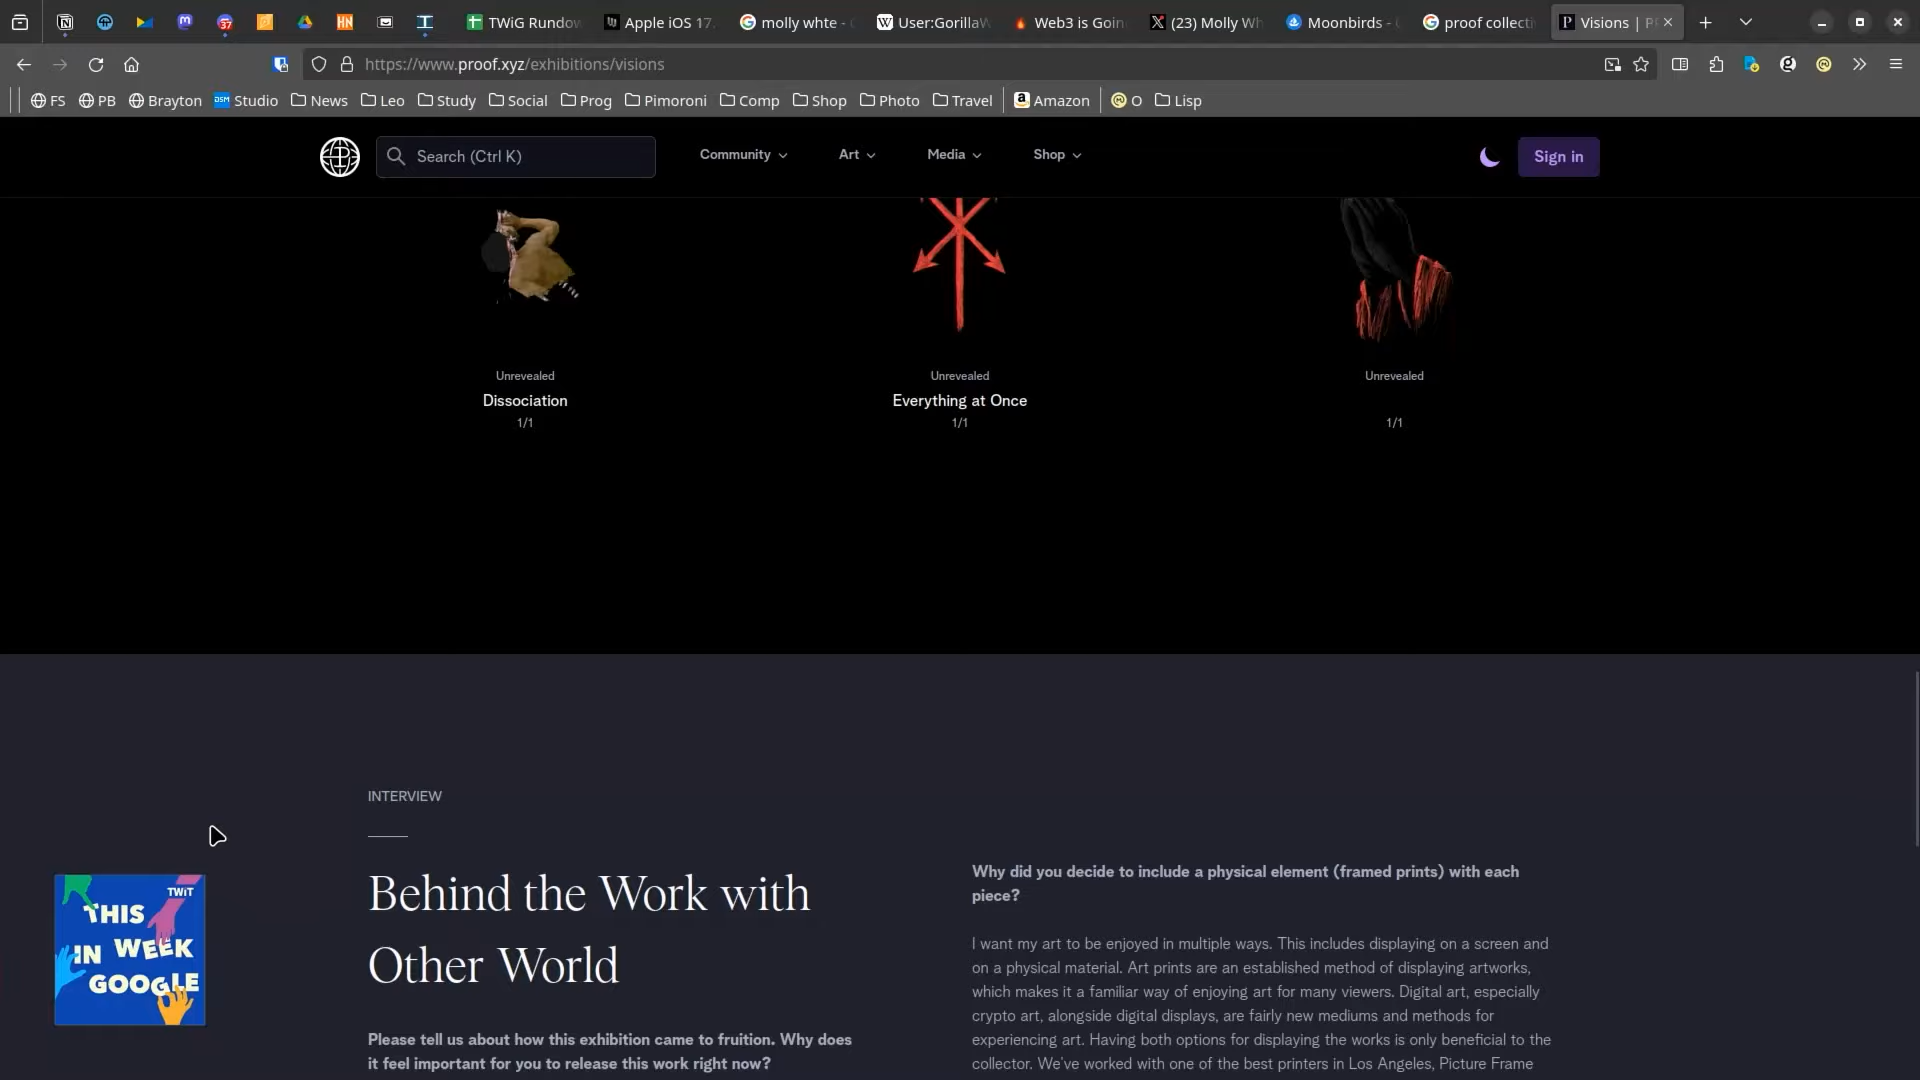 TWiG Rundow
Apple iOS 17.
molly whte -
User:GorillaW
Web3 is Goin
(23) Molly Wh
Moonbirds -
proof collecti
Visions | P
https://www.proof.xyz/exhibitions/visions
FS
PB
Brayton
DSM Studio
News
Leo
Study
Social
Prog
Pimoroni
Comp
Shop
Photo
Travel
Amazon
O
Lisp
Search (Ctrl K)
Community
Art
Media
Shop
Sign in
Unrevealed
Dissociation
1/1
Unrevealed
Everything at Once
1/1
Unrevealed
1/1
INTERVIEW
Behind the Work with
Other World
Please tell us about how this exhibition came to fruition. Why does
it feel important for you to release this work right now?
Why did you decide to include a physical element (framed prints) with each
piece?
I want my art to be enjoyed in multiple ways. This includes displaying on a screen and
on a physical material. Art prints are an established method of displaying artworks,
which makes it a familiar way of enjoying art for many viewers. Digital art, especially
crypto art, alongside digital displays, are fairly new mediums and methods for
experiencing art. Having both options for displaying the works is only beneficial to the
collector. We've worked with one of the best printers in Los Angeles, Picture Frame
TWiT
THIS
IN WEEK
GOOGLE